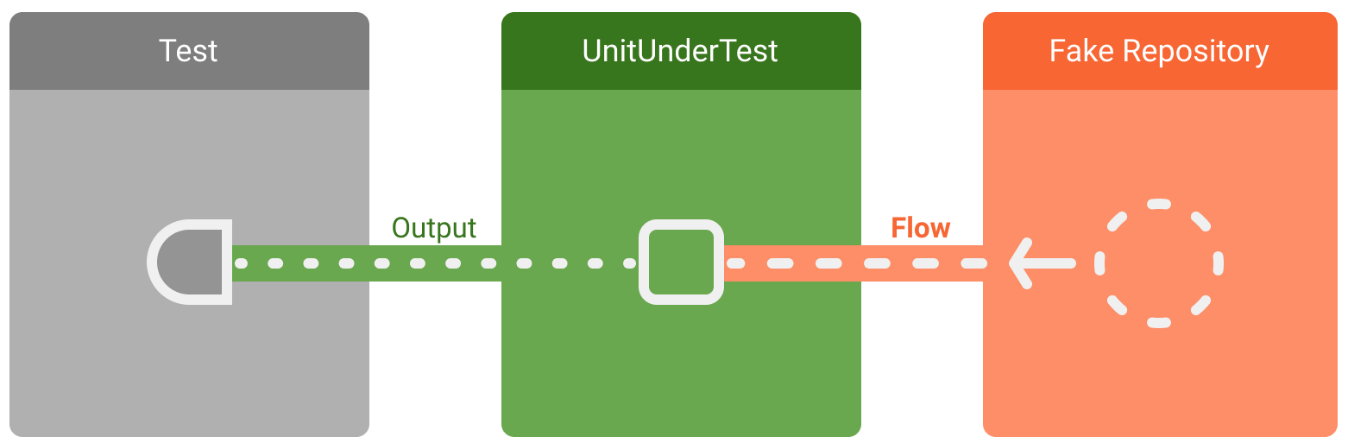 Test
UnitUnderTest
Fake Repository
Output
Flow